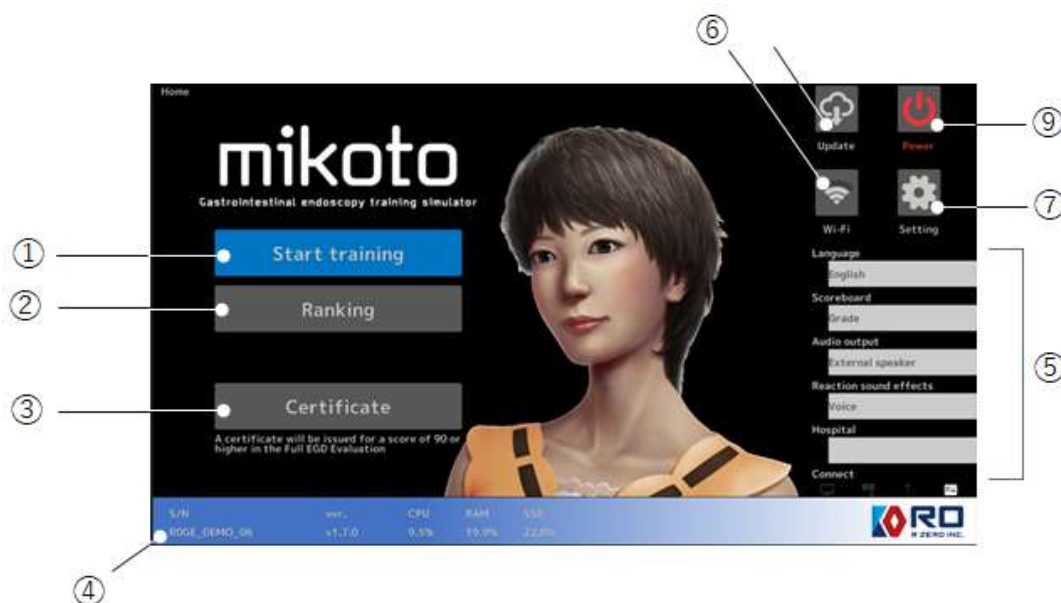 ⑥
Home
Update
Power
⑨
mikoto
Gastrointestinal endoscopy training simulator
Wi-Fi
Setting
⑦
①
Start training
Language
English
②
Ranking
Scoreboard
Grade
Audio output
External speaker
⑤
Reaction sound effects
Voice
③
Certificate
A certificate will be issued for a score of 90 or
higher in the Full EGD Evaluation
Hospital
Connect
S/N ver. CPU RAM SSD
v1.7.0 9.5% 19.9%
RO
R ZERO INC.
④